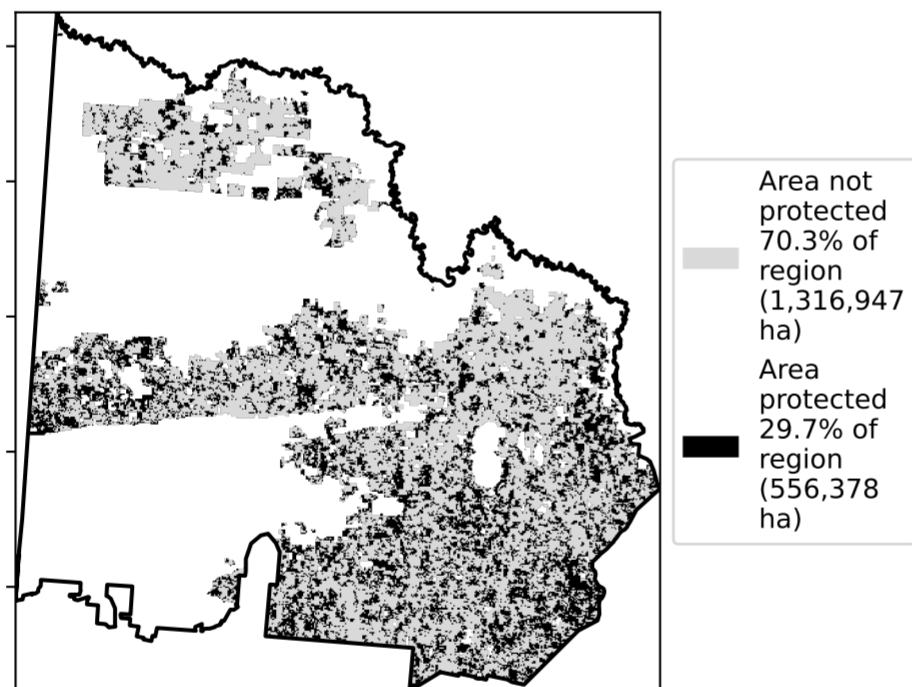 Area not
protected
70.3% of
region
(1,316,947
ha)
Area
protected
29.7% of
region
(556,378
ha)